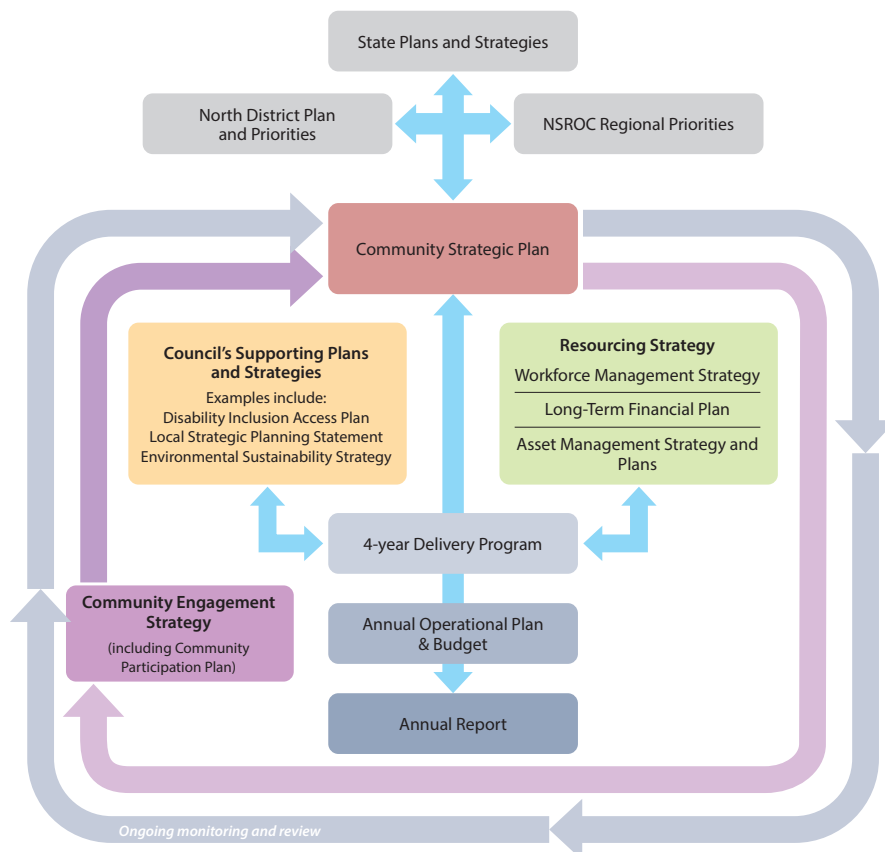 State Plans and Strategies
North District Plan
and Priorities
NSROC Regional Priorities
Community Strategic Plan
Council's Supporting Plans
and Strategies
Examples include:
Disability Inclusion Access Plan
Local Strategic Planning Statement
Environmental Sustainability Strategy
Resourcing Strategy
Workforce Management Strategy
Long-Term Financial Plan
Asset Management Strategy and
Plans
4-year Delivery Program
Community Engagement
Strategy
(including Community
Participation Plan)
Annual Operational Plan
& Budget
Annual Report
Ongoing monitoring and review